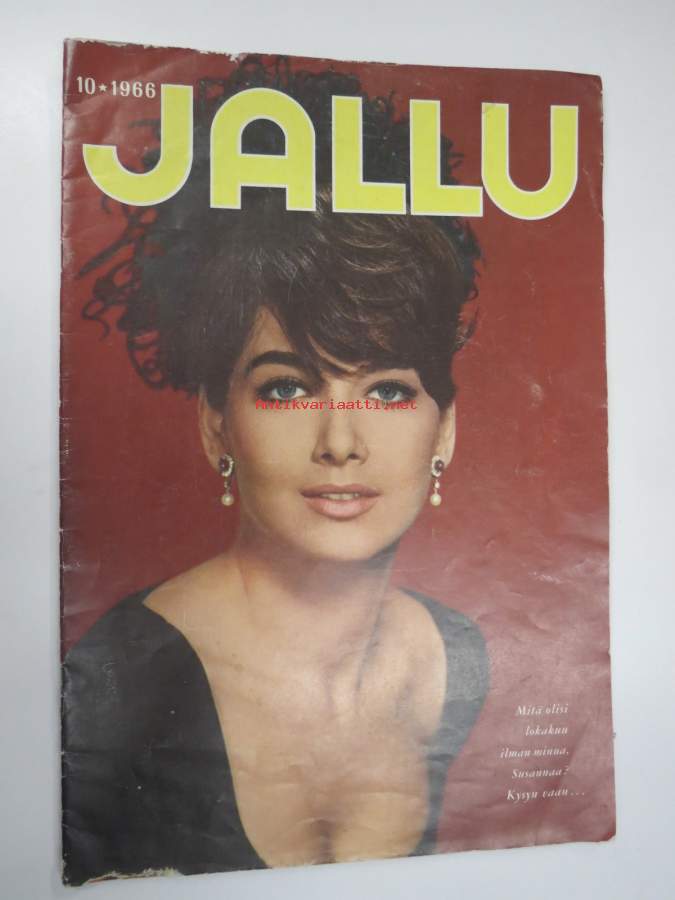 10★1966
JALLU
Antikvariaatti.net
Mitä olisi
lokakuu
ilman minua,
Susannaa?
Kysyn vaan...